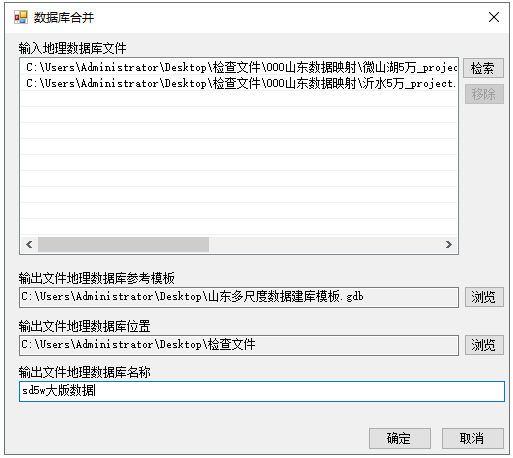 数据库合并
输入地理数据库文件
C:\Users\Administrator\Desktop\检查文件\000山东数据映射\微山湖5万_projec
检索
C:\Users\Administrator\Desktop\检查文件\000山东数据映射\沂水5万_project.
移除
输出文件地理数据库参考模板
C:\Users\Administrator\Desktop\山东多尺度数据建库模板.gdb
浏览
输出文件地理数据库位置
C:\Users\Administrator\Desktop\检查文件
浏览
输出文件地理数据库名称
sd5w大版数据
确定
取消